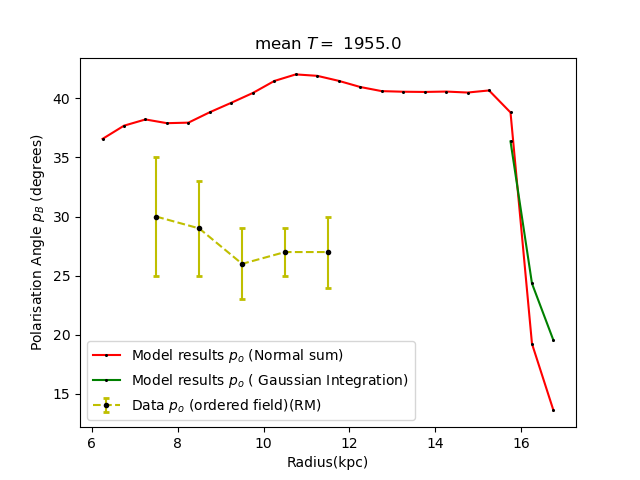 mean T = 1955.0
Polarisation Angle p_B (degrees)
40
35
30
25
20
15
Model results p_o (Normal sum)
Model results p_o ( Gaussian Integration)
Data p_o (ordered field)(RM)
6 8 10 12 14 16
Radius(kpc)